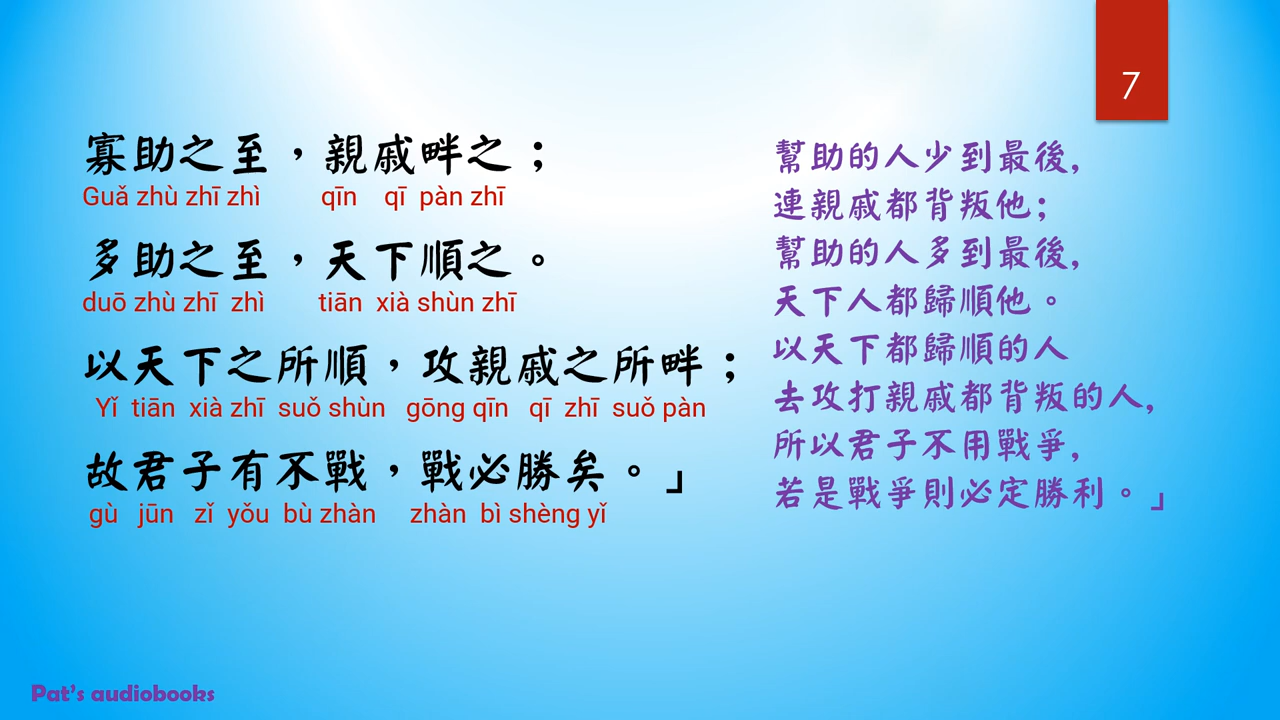 7
寡助之至，親戚畔之；
Guǎ zhù zhī zhì qīn qī pàn zhī
多助之至，天下順之。
duō zhù zhī zhì tiān xià shùn zhī
以天下之所順，攻親戚之所畔；
Yǐ tiān xià zhī suǒ shùn gōng qīn qī zhī suǒ pàn
故君子有不戰，戰必勝矣。」
gù jūn zǐ yǒu bù zhàn zhàn bì shèng yǐ
幫助的人少到最後,
連親戚都背叛他;
幫助的人多到最後,
天下人都歸順他。
以天下都歸順的人
去攻打親戚都背叛的人,
所以君子不用戰爭,
若是戰爭則必定勝利。」
Pat's audiobooks